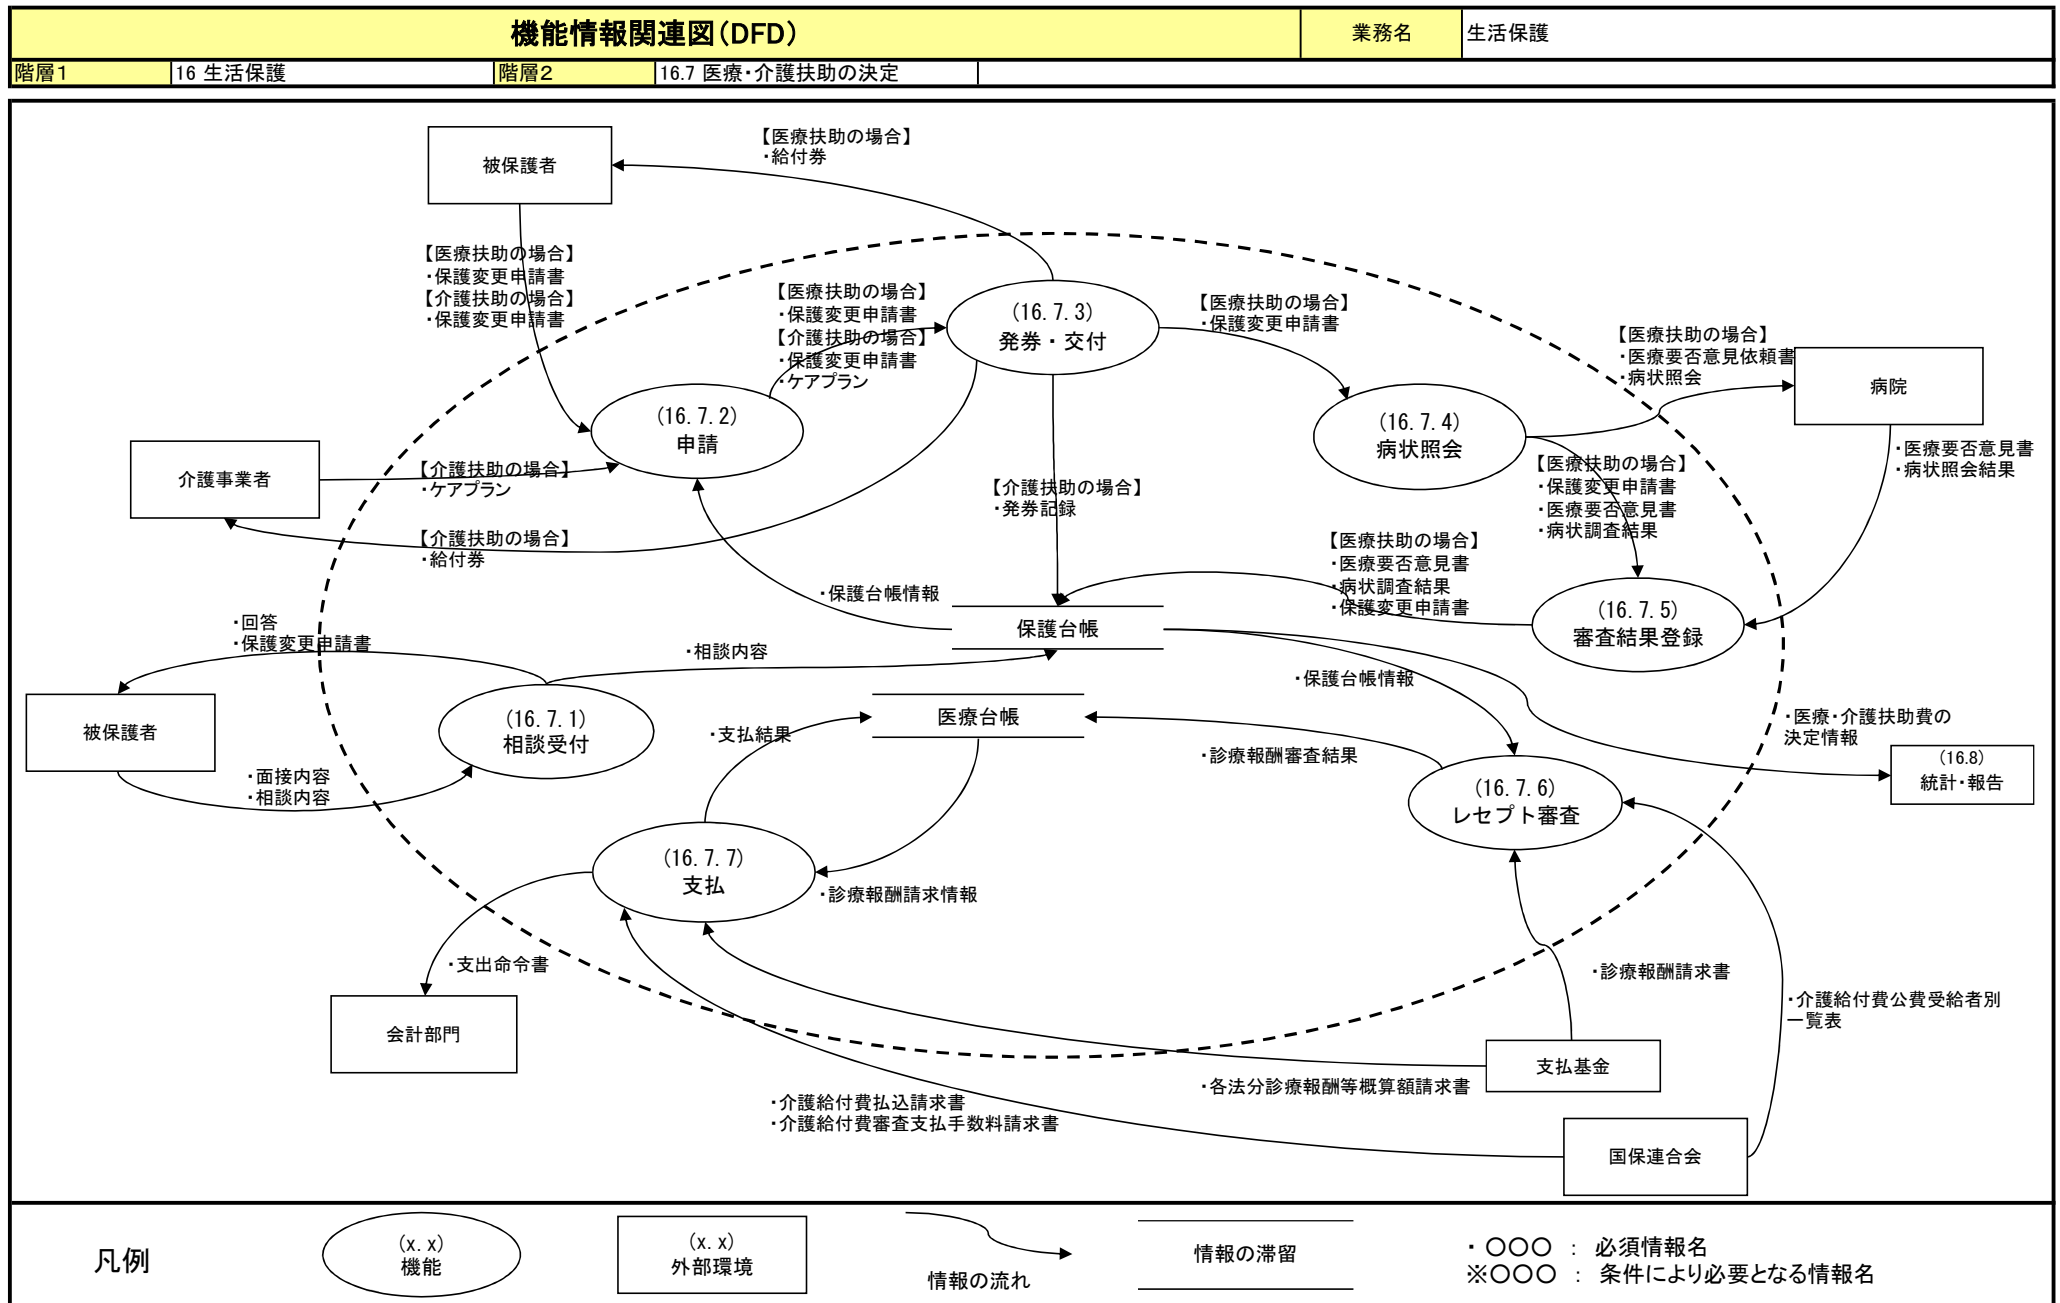 機能情報関連図(DFD)
業務名
生活保護
階層1
16 生活保護
階層2
16.7 医療・介護扶助の決定
被保護者
【医療扶助の場合】
・給付券
【医療扶助の場合】
・保護変更申請書
【介護扶助の場合】
・保護変更申請書
【医療扶助の場合】
・保護変更申請書
【介護扶助の場合】
・保護変更申請書
・ケアプラン
(16.7.3)
発券・交付
【医療扶助の場合】
・保護変更申請書
【医療扶助の場合】
・医療要否意見依頼書
・病状照会
病院
(16.7.2)
申請
(16.7.4)
病状照会
・医療要否意見書
・病状照会結果
介護事業者
【介護扶助の場合】
・ケアプラン
【介護扶助の場合】
・発券記録
【医療扶助の場合】
・保護変更申請書
・医療要否意見書
・病状調査結果
【介護扶助の場合】
・給付券
【医療扶助の場合】
・医療要否意見書
・病状調査結果
・保護変更申請書
・保護台帳情報
保護台帳
(16.7.5)
審査結果登録
・回答
・保護変更申請書
・相談内容
・保護台帳情報
被保護者
(16.7.1)
相談受付
・支払結果
医療台帳
・診療報酬審査結果
・医療・介護扶助費の
決定情報
(16.8)
統計・報告
・面接内容
・相談内容
(16.7.6)
レセプト審査
(16.7.7)
支払
・診療報酬請求情報
・支出命令書
・診療報酬請求書
・介護給付費公費受給者別
一覧表
会計部門
支払基金
・各法分診療報酬等概算額請求書
・介護給付費払込請求書
・介護給付費審査支払手数料請求書
国保連合会
凡例
(x.x)
機能
(x.x)
外部環境
情報の流れ
情報の滞留
・ ○○○ : 必須情報名
※○○○ : 条件により必要となる情報名